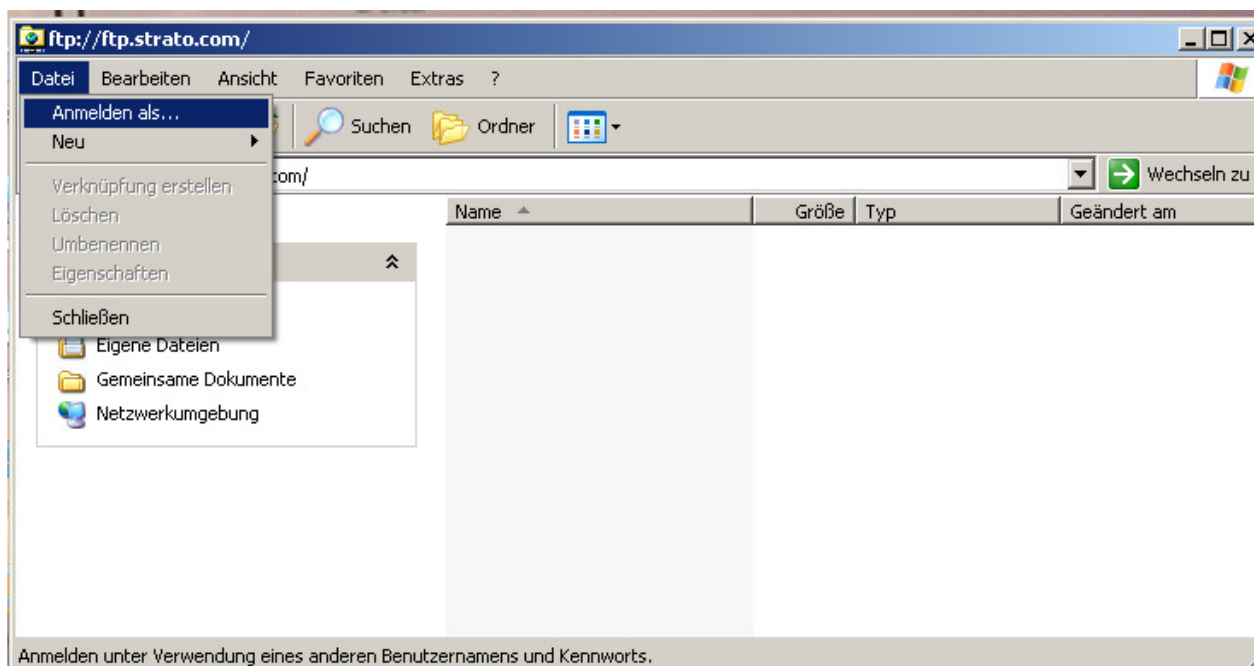 ftp://ftp.strato.com/
Datei Bearbeiten Ansicht Favoriten Extras ?
Anmelden als...
Neu
Verknüpfung erstellen
Löschen
Umbenennen
Eigenschaften
Schließen
Suchen Ordner
com/ Wechseln zu
Name Größe Typ Geändert am
Eigene Dateien
Gemeinsame Dokumente
Netzwerkumgebung
Anmelden unter Verwendung eines anderen Benutzernamens und Kennworts.